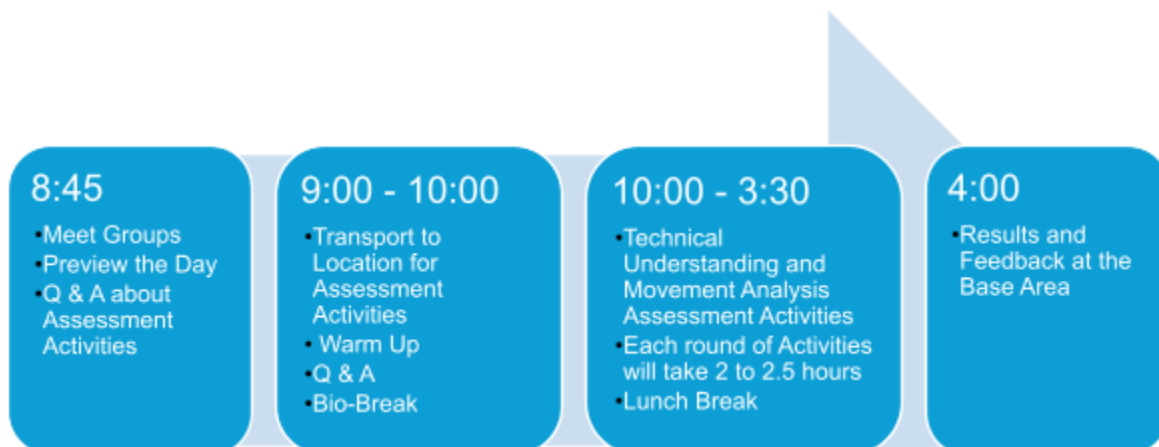 8:45
•Meet Groups
•Preview the Day
•Q & A about
Assessment
Activities
9:00 - 10:00
•Transport to
Location for
Assessment
Activities
• Warm Up
•Q & A
•Bio-Break
10:00 - 3:30
•Technical
Understanding and
Movement Analysis
Assessment Activities
•Each round of Activities
will take 2 to 2.5 hours
•Lunch Break
4:00
•Results and
Feedback at the
Base Area